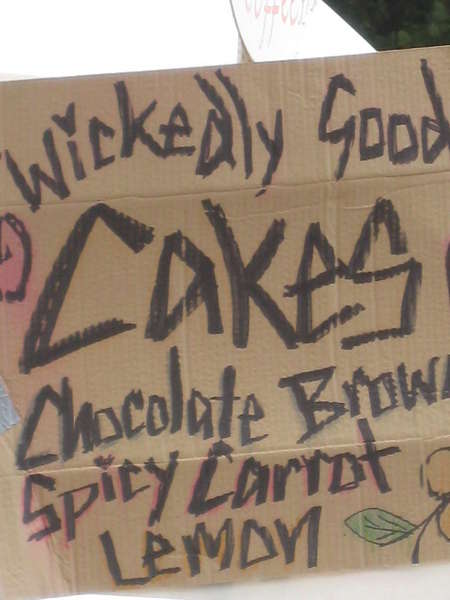 Wickedly Good
Cakes
Chocolate Brow
Spicy Carrot
Lemon